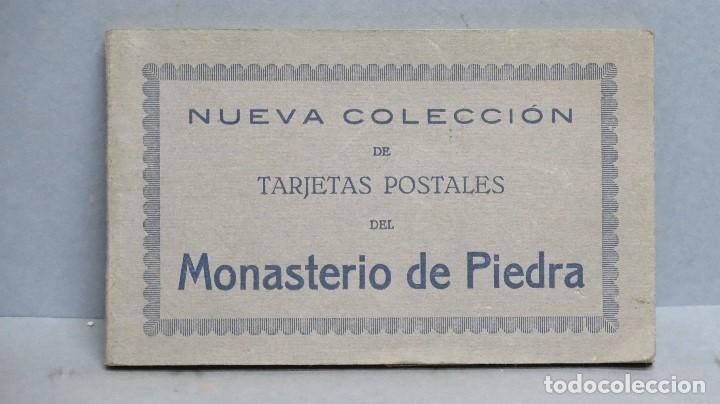 NUEVA COLECCIÓN
DE
TARJETAS POSTALES
DEL
Monasterio de Piedra
todocoleccion